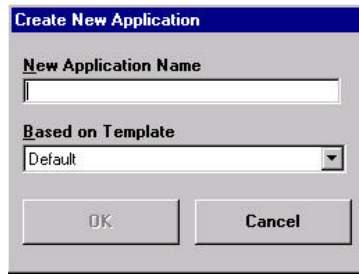 Create New Application
New Application Name
Based on Template
Default
OK
Cancel